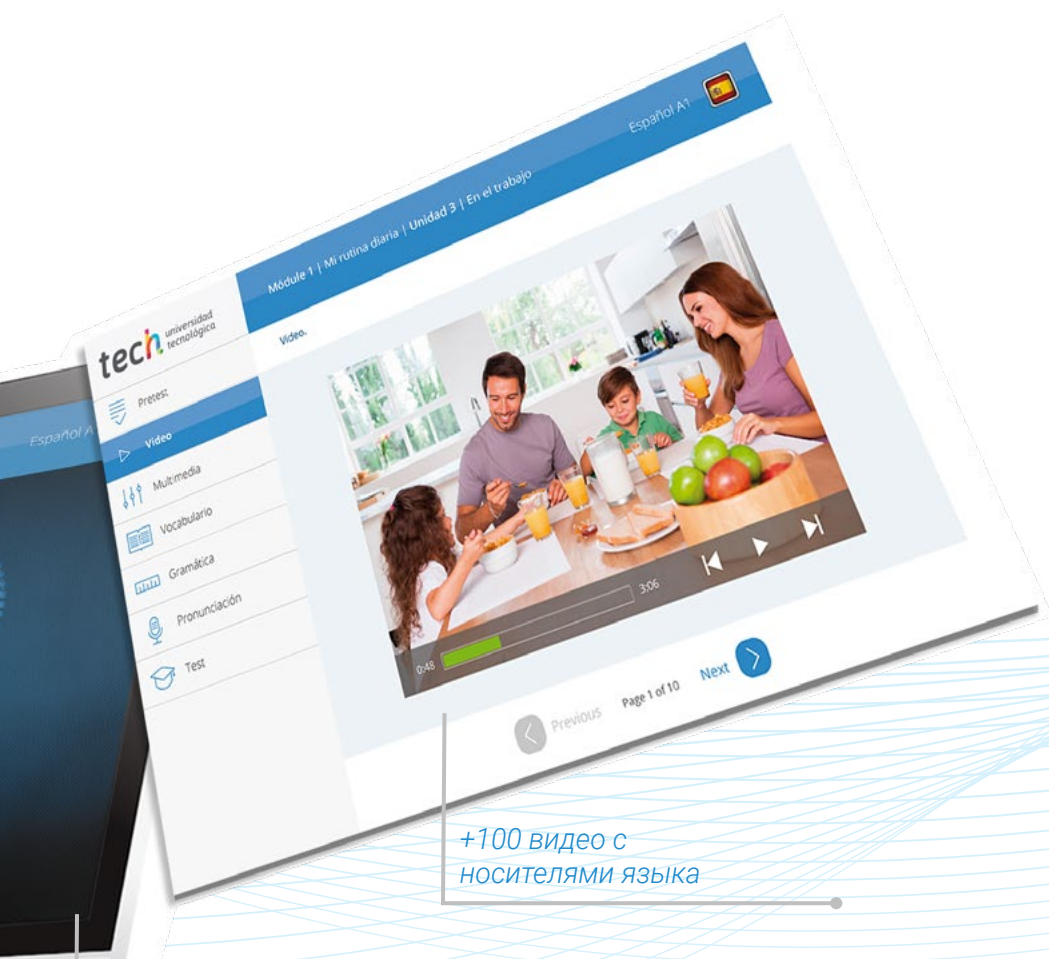 Español A1
Módule 1 | Mi rutina diaria | Unidad 3 | En el trabajo
tech universidad
tecnológica
Video.
Pretest
Video
Multimedia
Vocabulario
Gramática
Pronunciación
Test
0:48
3:06
Previous
Page 1 of 10
Next
Español A
+100 видео с
носителями языка